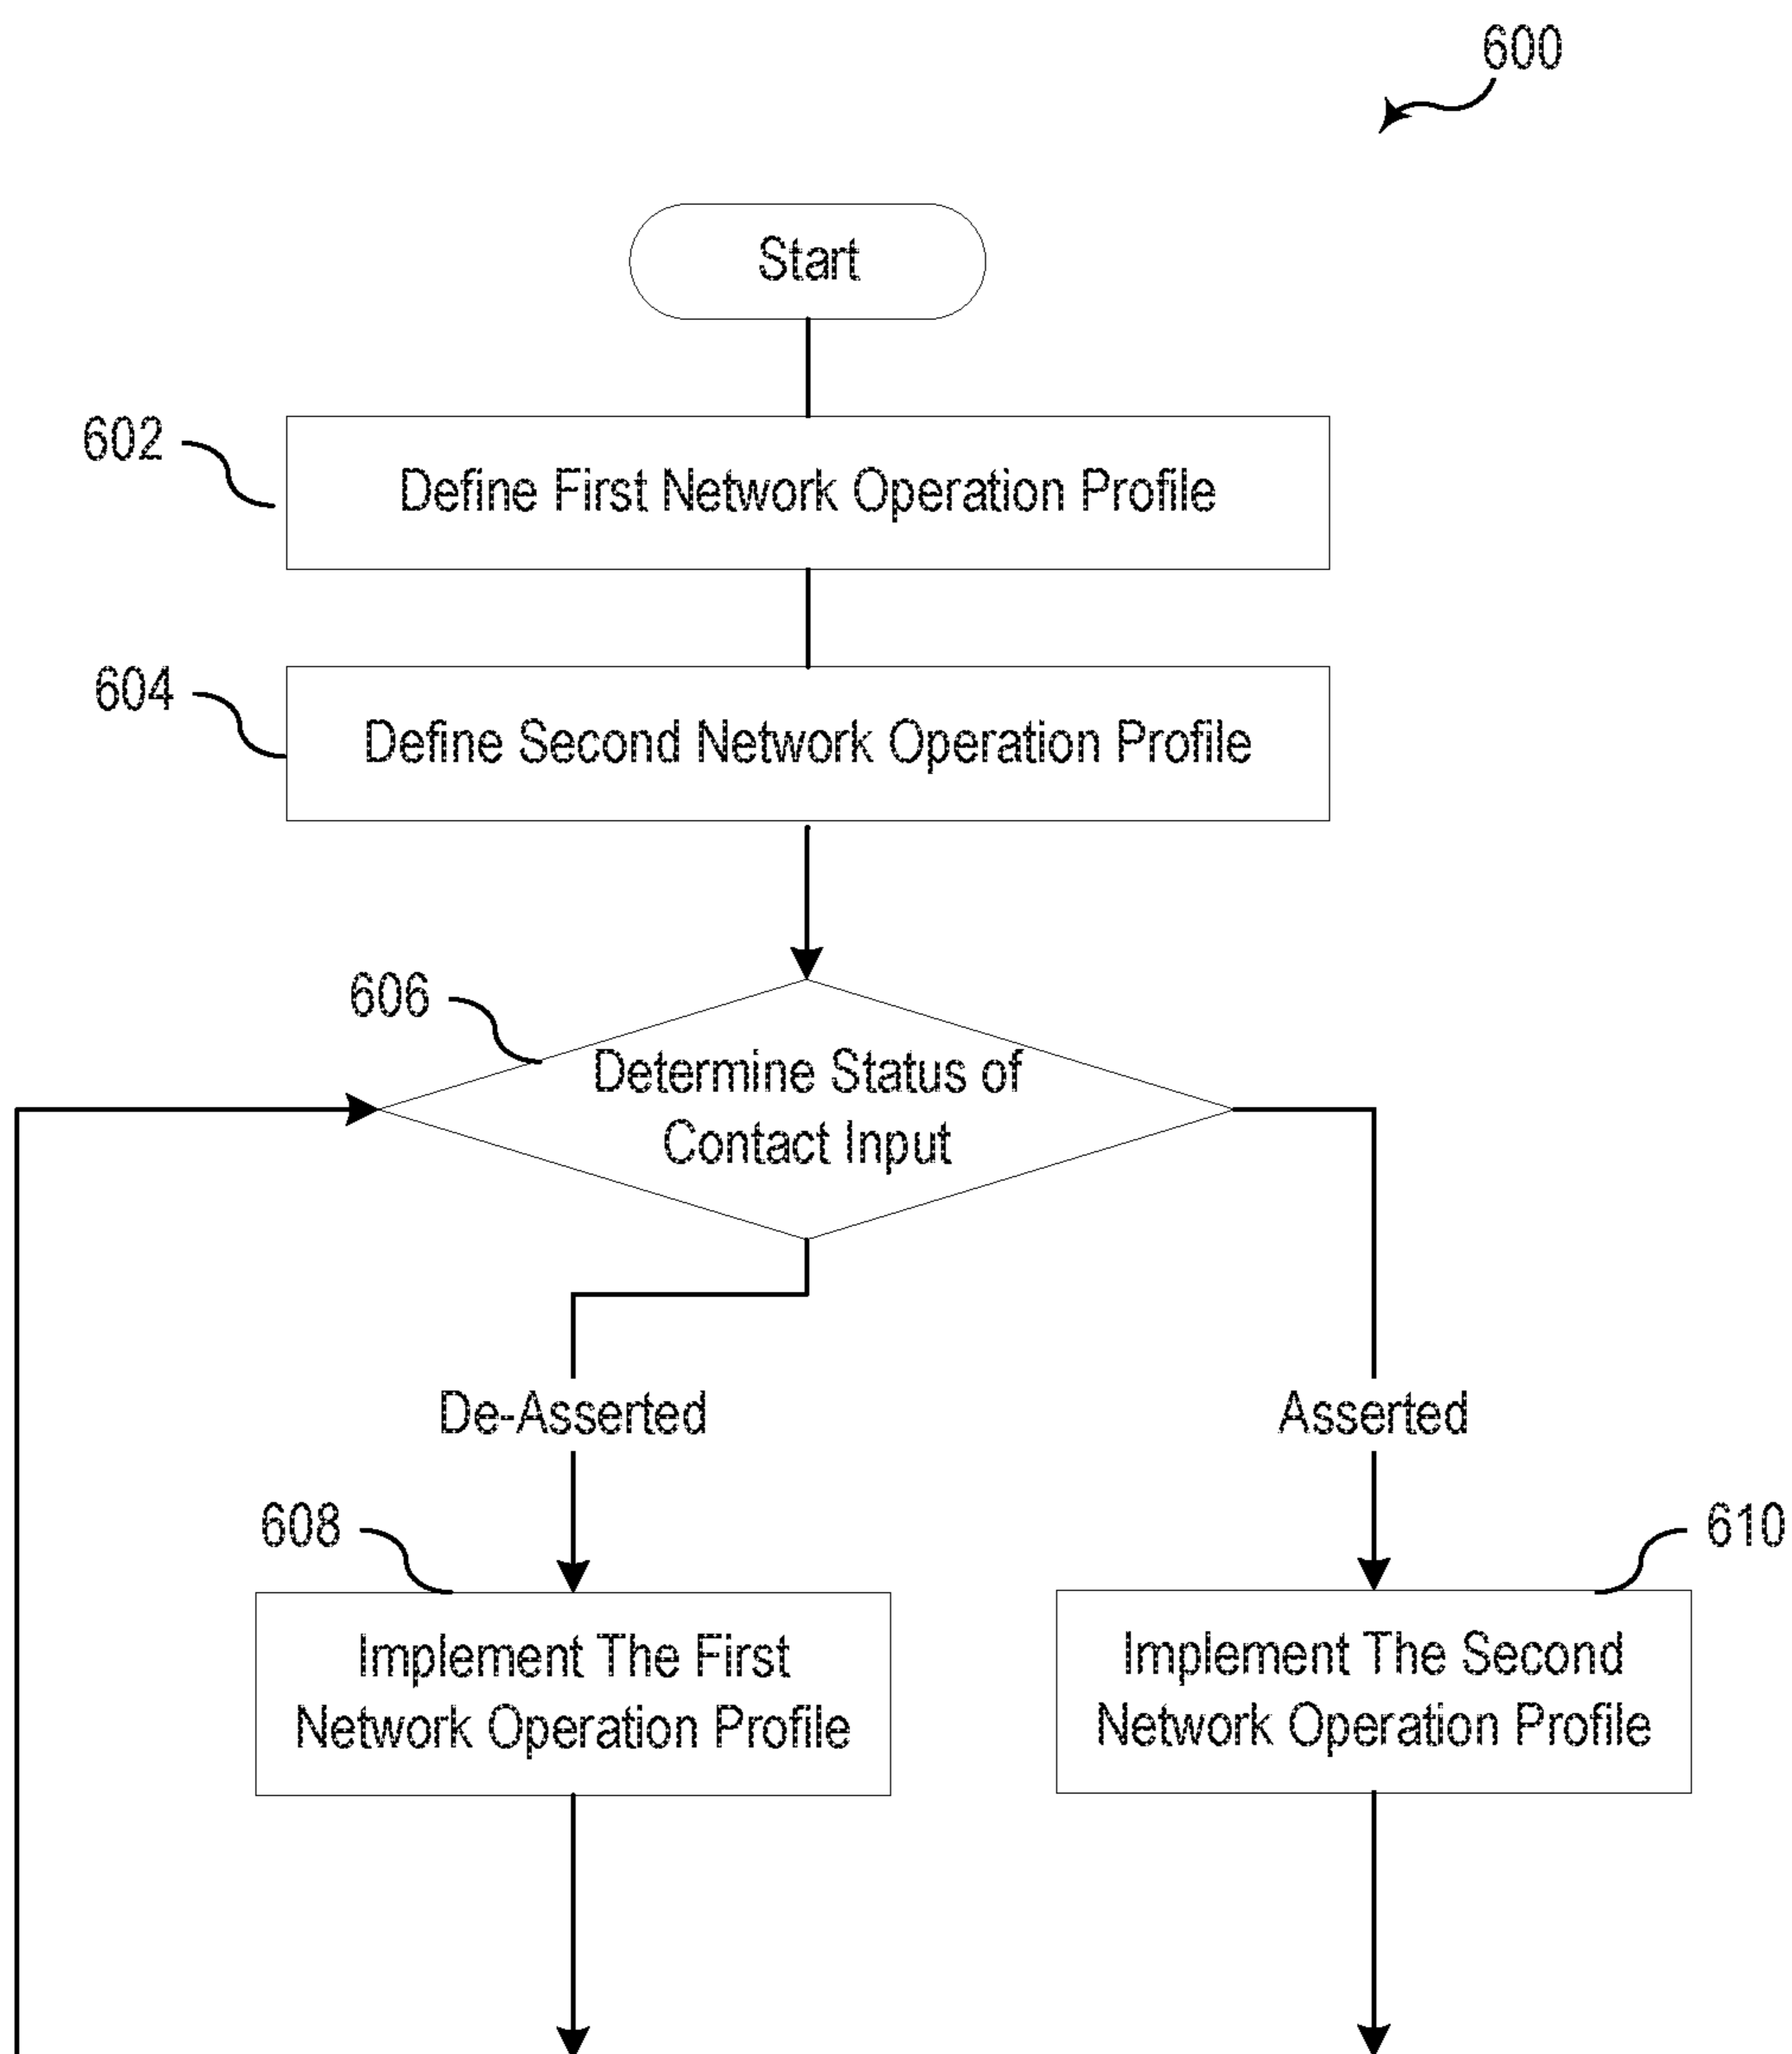 600
Start
602
Define First Network Operation Profile
604
Define Second Network Operation Profile
606
Determine Status of
Contact Input
De-Asserted
Asserted
608
610
Implement The First
Network Operation Profile
Implement The Second
Network Operation Profile